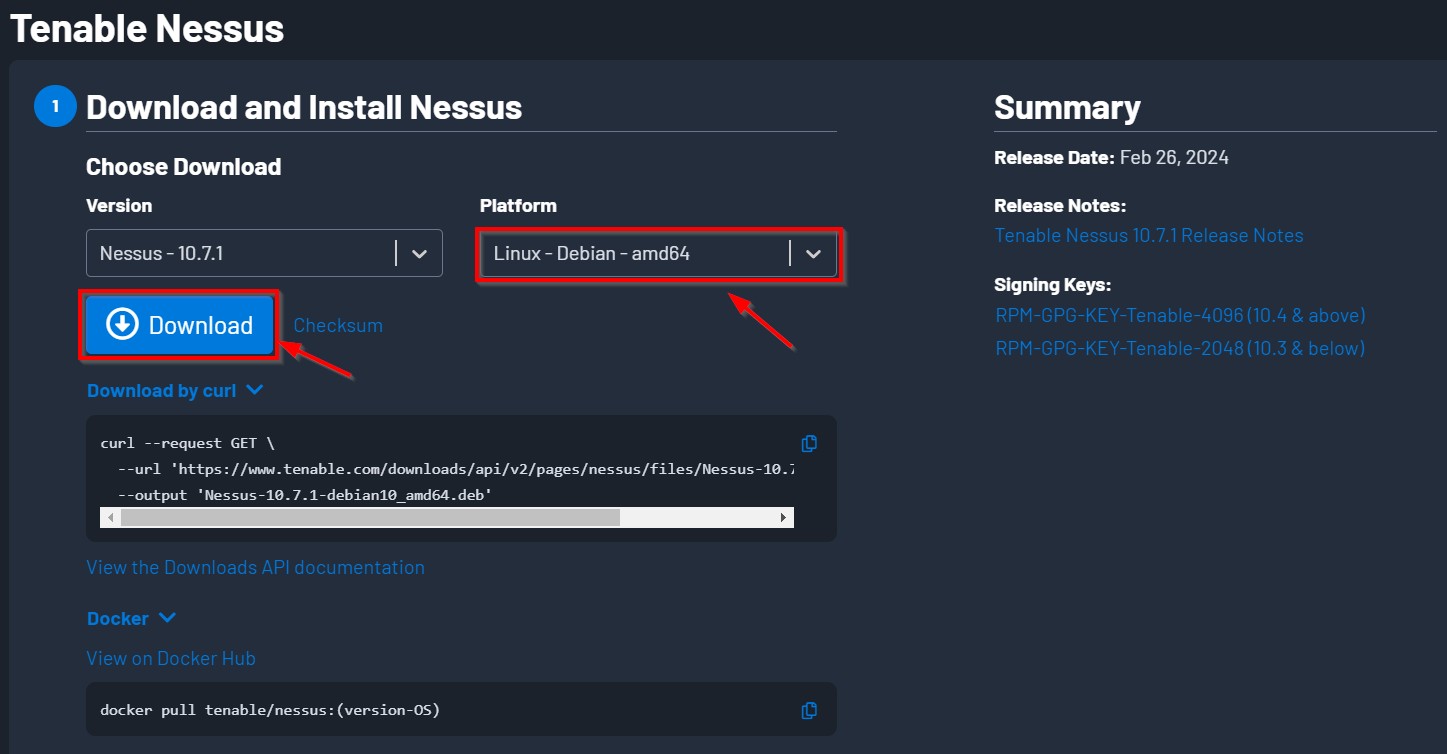 Tenable Nessus
1
Download and Install Nessus
Choose Download
Version
Platform
Nessus - 10.7.1
Linux - Debian - amd64
Download
Checksum
Download by curl
curl --request GET \
--url 'https://www.tenable.com/downloads/api/v2/pages/nessus/files/Nessus-10.7
--output 'Nessus-10.7.1-debian10_amd64.deb'
View the Downloads API documentation
Docker
View on Docker Hub
docker pull tenable/nessus:(version-OS)
Summary
Release Date: Feb 26, 2024
Release Notes:
Tenable Nessus 10.7.1 Release Notes
Signing Keys:
RPM-GPG-KEY-Tenable-4096 (10.4 & above)
RPM-GPG-KEY-Tenable-2048 (10.3 & below)